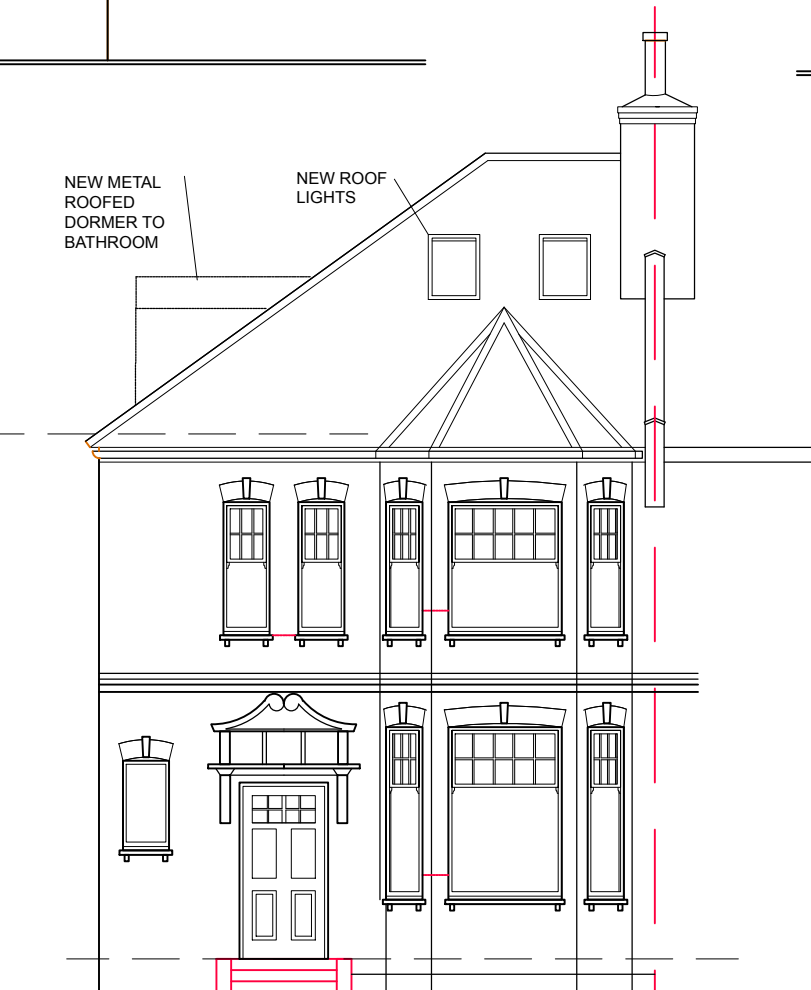 NEW METAL
ROOFED
DORMER TO
BATHROOM
NEW ROOF
LIGHTS